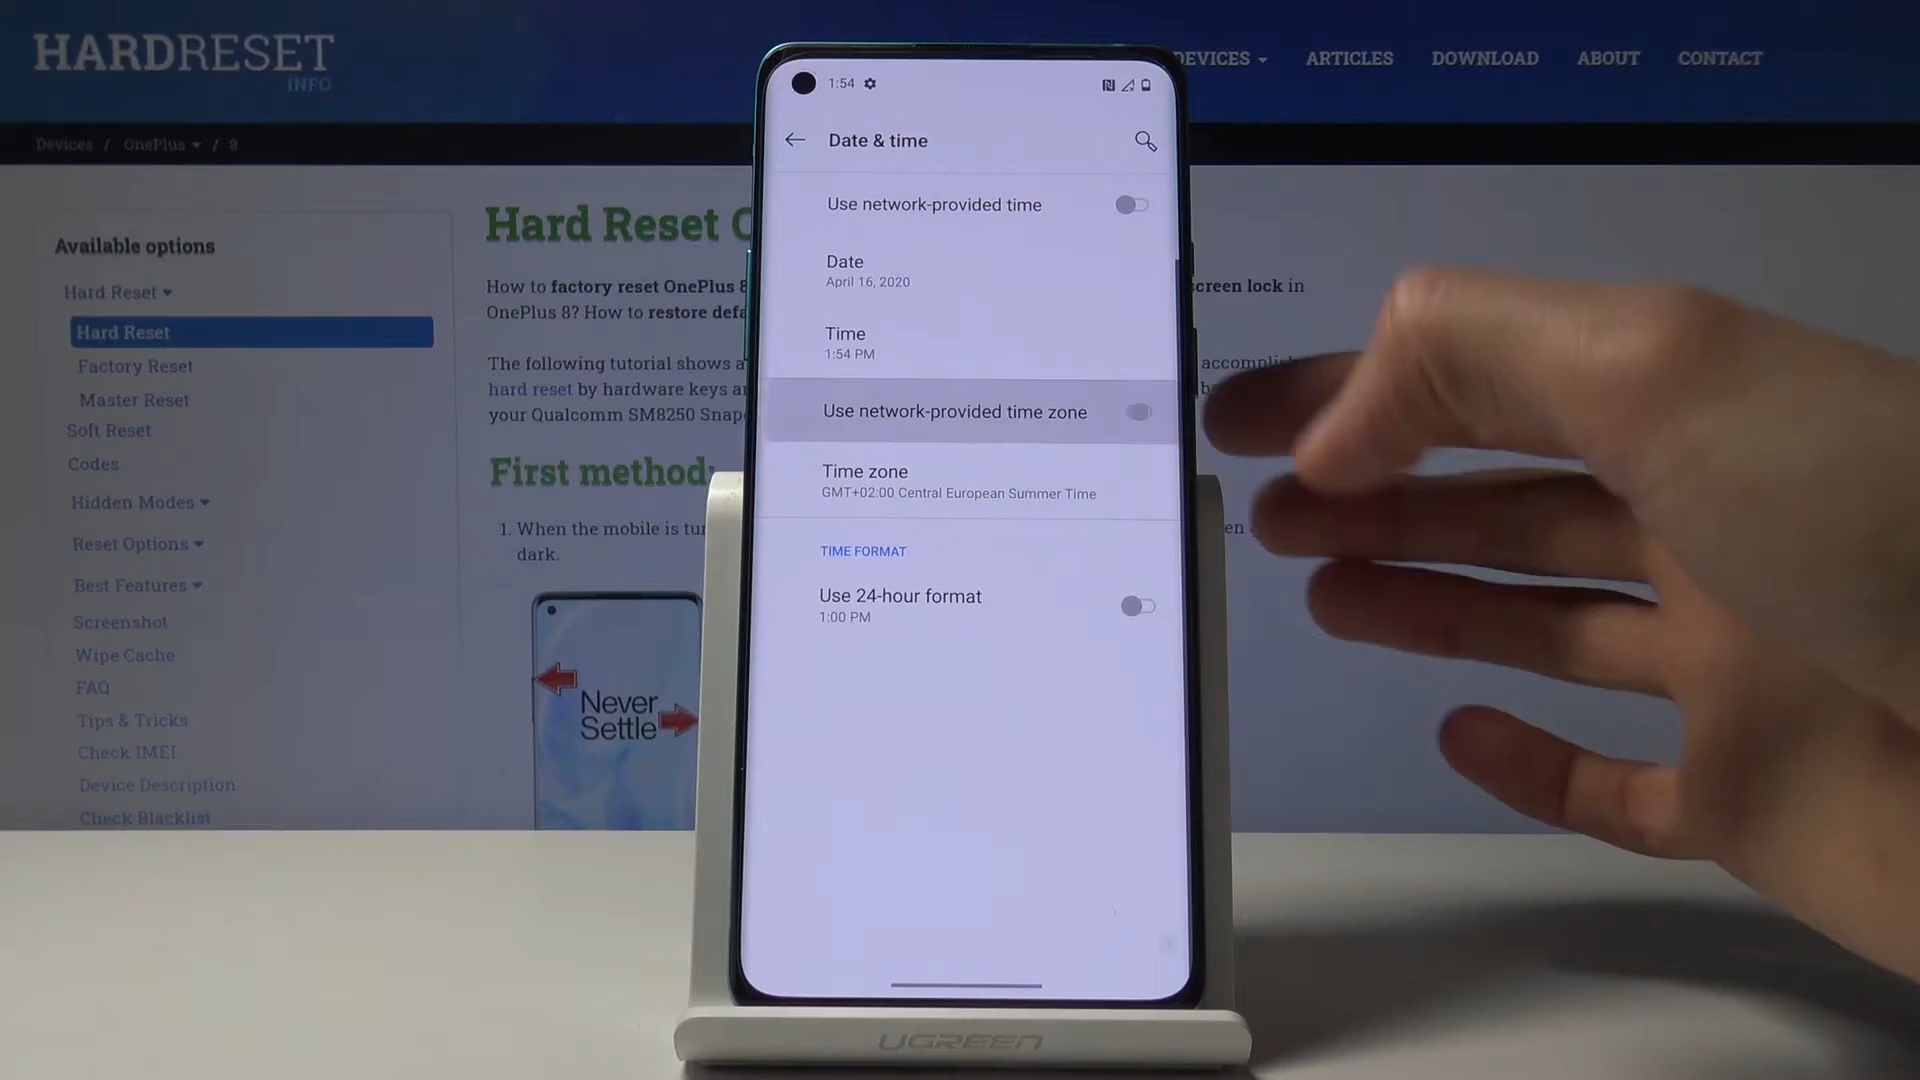 HARDRESET
INFO
DEVICES
ARTICLES
DOWNLOAD
ABOUT
CONTACT
Devices / OnePlus / 8
Available options
Hard Reset
Hard Reset
Factory Reset
Master Reset
Soft Reset
Codes
Hidden Modes
Reset Options
Best Features
Screenshot
Wipe Cache
FAQ
Tips & Tricks
Check IMEI
Device Description
Check Blacklist
Hard Reset
How to factory reset OnePlus 8
screen lock in
OnePlus 8? How to restore
The following tutorial shows
hard reset by hardware keys
your Qualcomm SM8250
First method:
1. When the mobile is
dark.
Never
Settle
1:54
Date & time
Use network-provided time
Date
April 16, 2020
Time
1:54 PM
Use network-provided time zone
Time zone
GMT+02:00 Central European Summer Time
TIME FORMAT
Use 24-hour format
1:00 PM
UGREEN